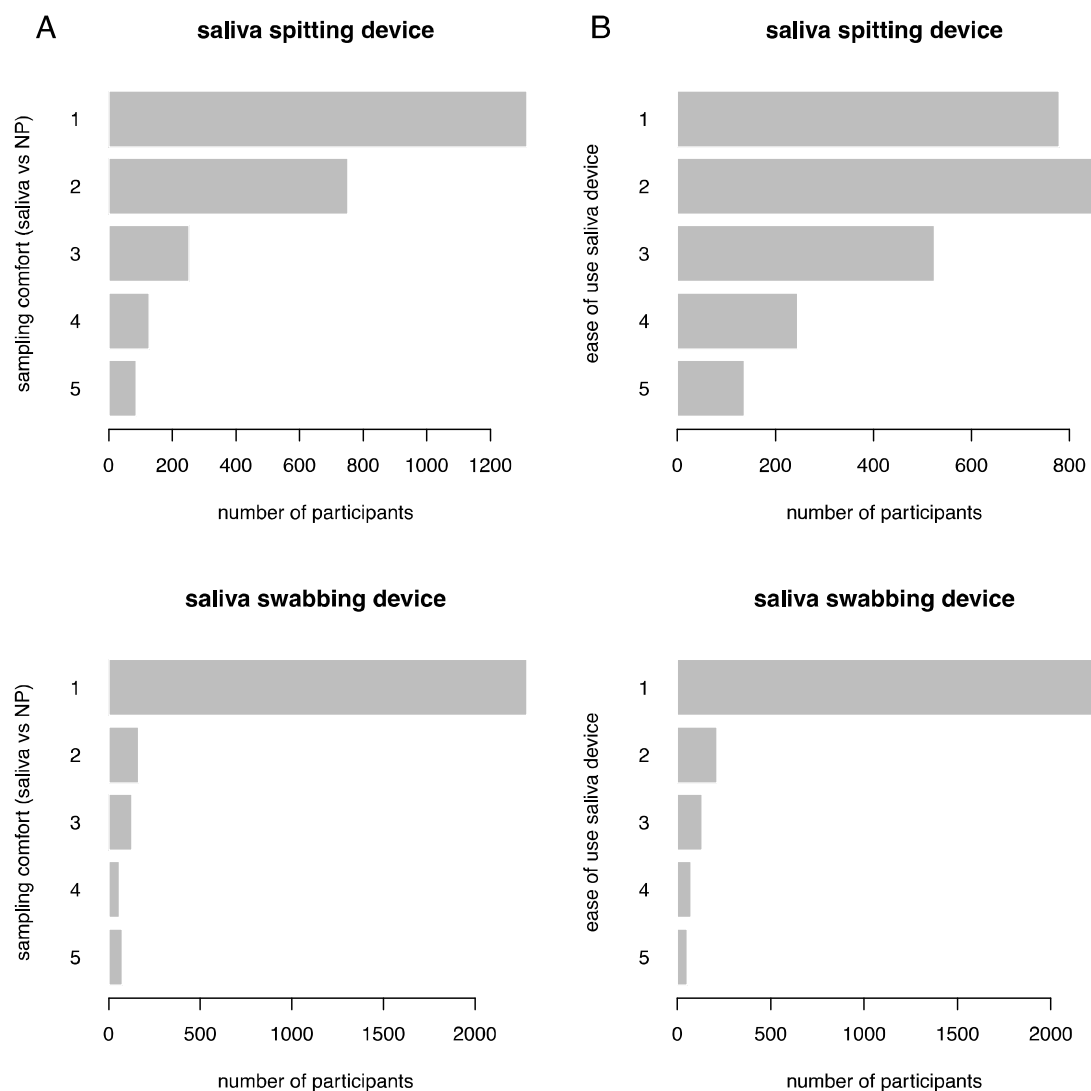 A
saliva spitting device
sampling comfort (saliva vs NP)
1
2
3
4
5
0 200 400 600 800 1000 1200
number of participants
B
saliva spitting device
ease of use saliva device
1
2
3
4
5
0 200 400 600 800
number of participants
saliva swabbing device
sampling comfort (saliva vs NP)
1
2
3
4
5
0 500 1000 1500 2000
number of participants
saliva swabbing device
ease of use saliva device
1
2
3
4
5
0 500 1000 1500 2000
number of participants